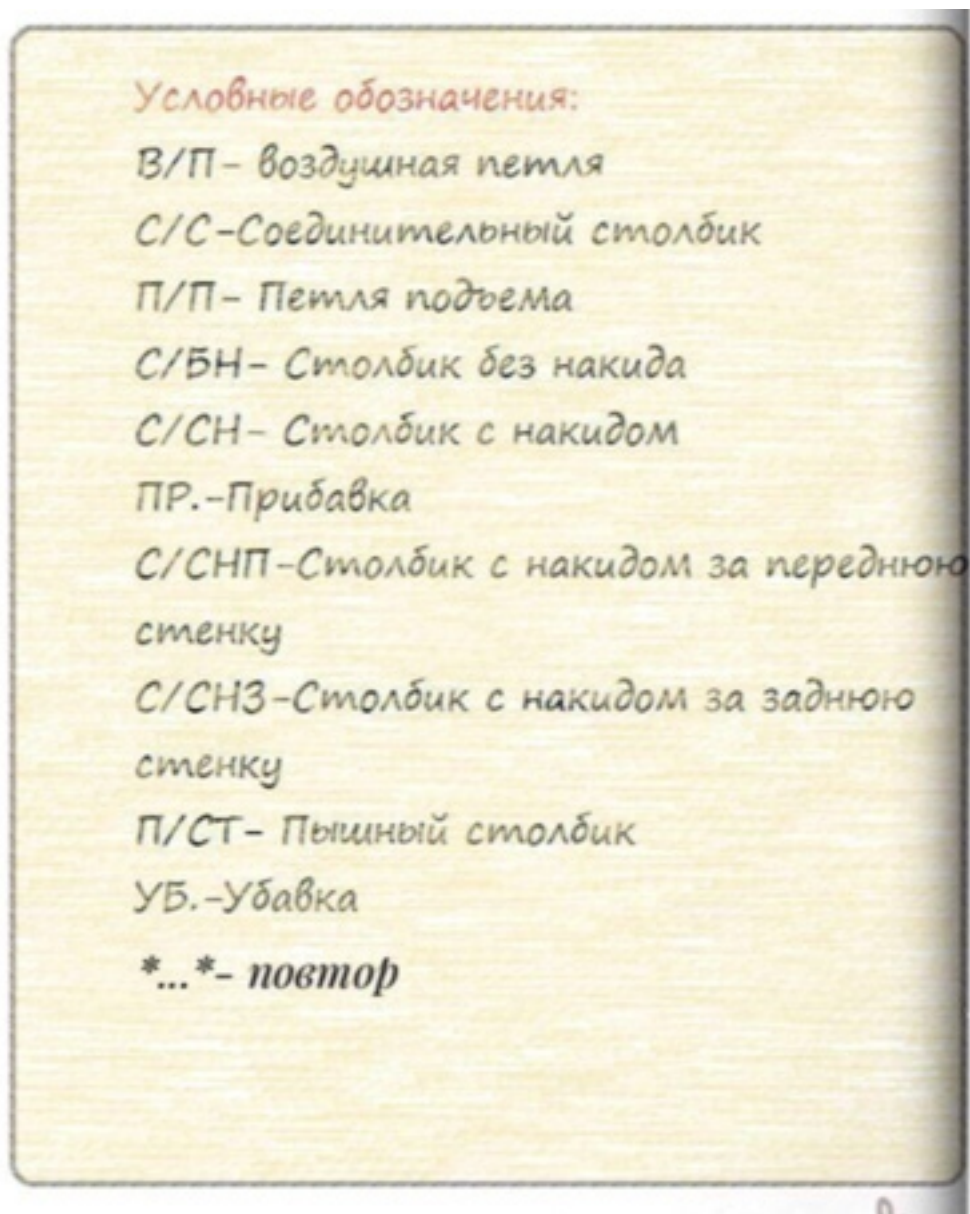 Условные обозначения:
В/П- воздушная петля
С/С-Соединительный столбик
П/П- Петля подъема
С/БН- Столбик без накида
С/СН- Столбик с накидом
ПР.-Прибавка
С/СНП-Столбик с накидом за переднюю
стенку
С/СНЗ-Столбик с накидом за заднюю
стенку
П/СТ- Пышный столбик
УБ.-Убавка
*...*- повтор